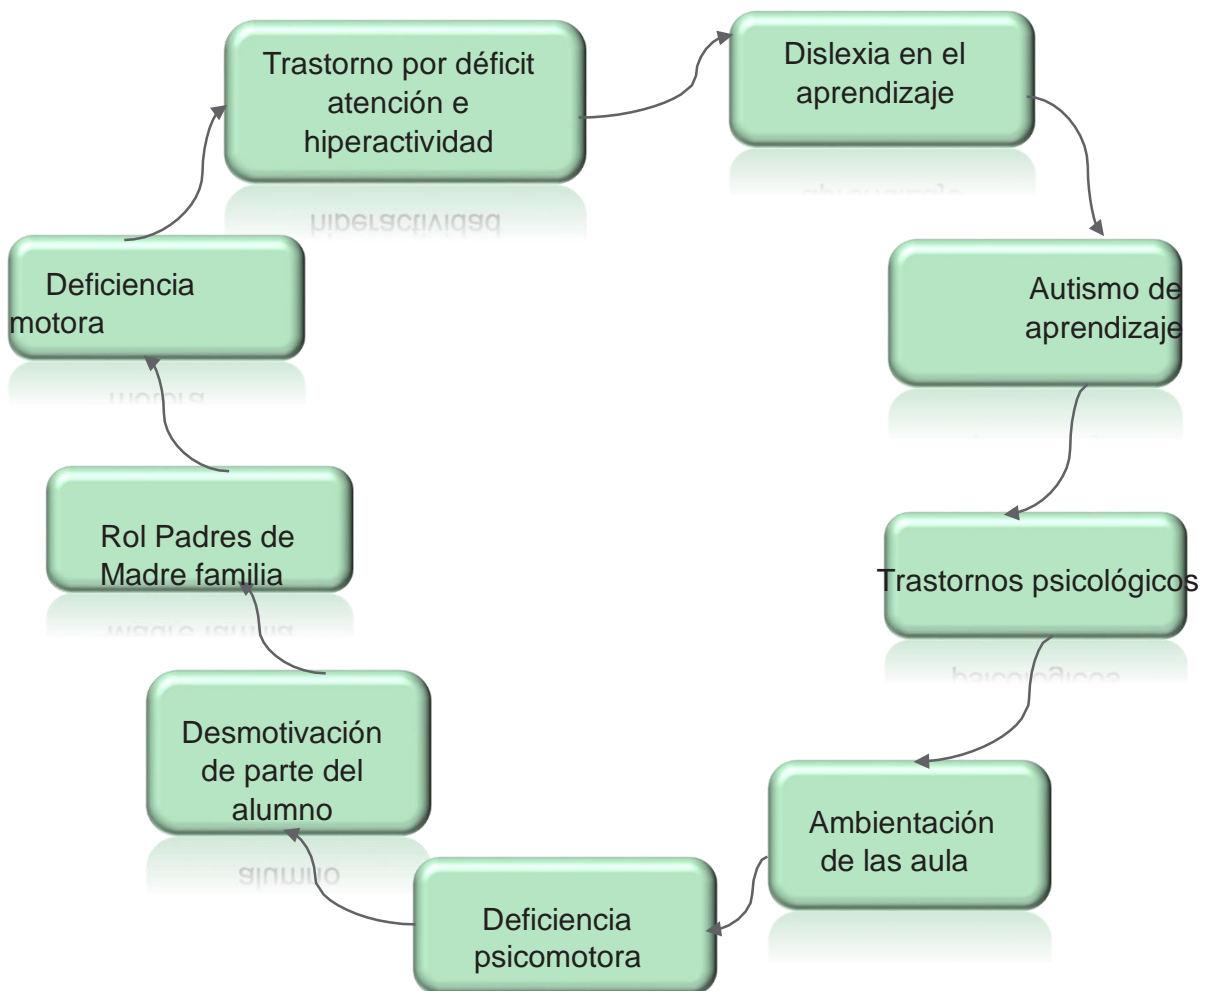 Trastorno por déficit
atención e
hiperactividad
Dislexia en el
aprendizaje
Autismo de
aprendizaje
Trastornos psicológicos
Ambientación
de las aula
Deficiencia
psicomotora
Desmotivación
de parte del
alumno
Rol Padres de
Madre familia
Deficiencia
motora